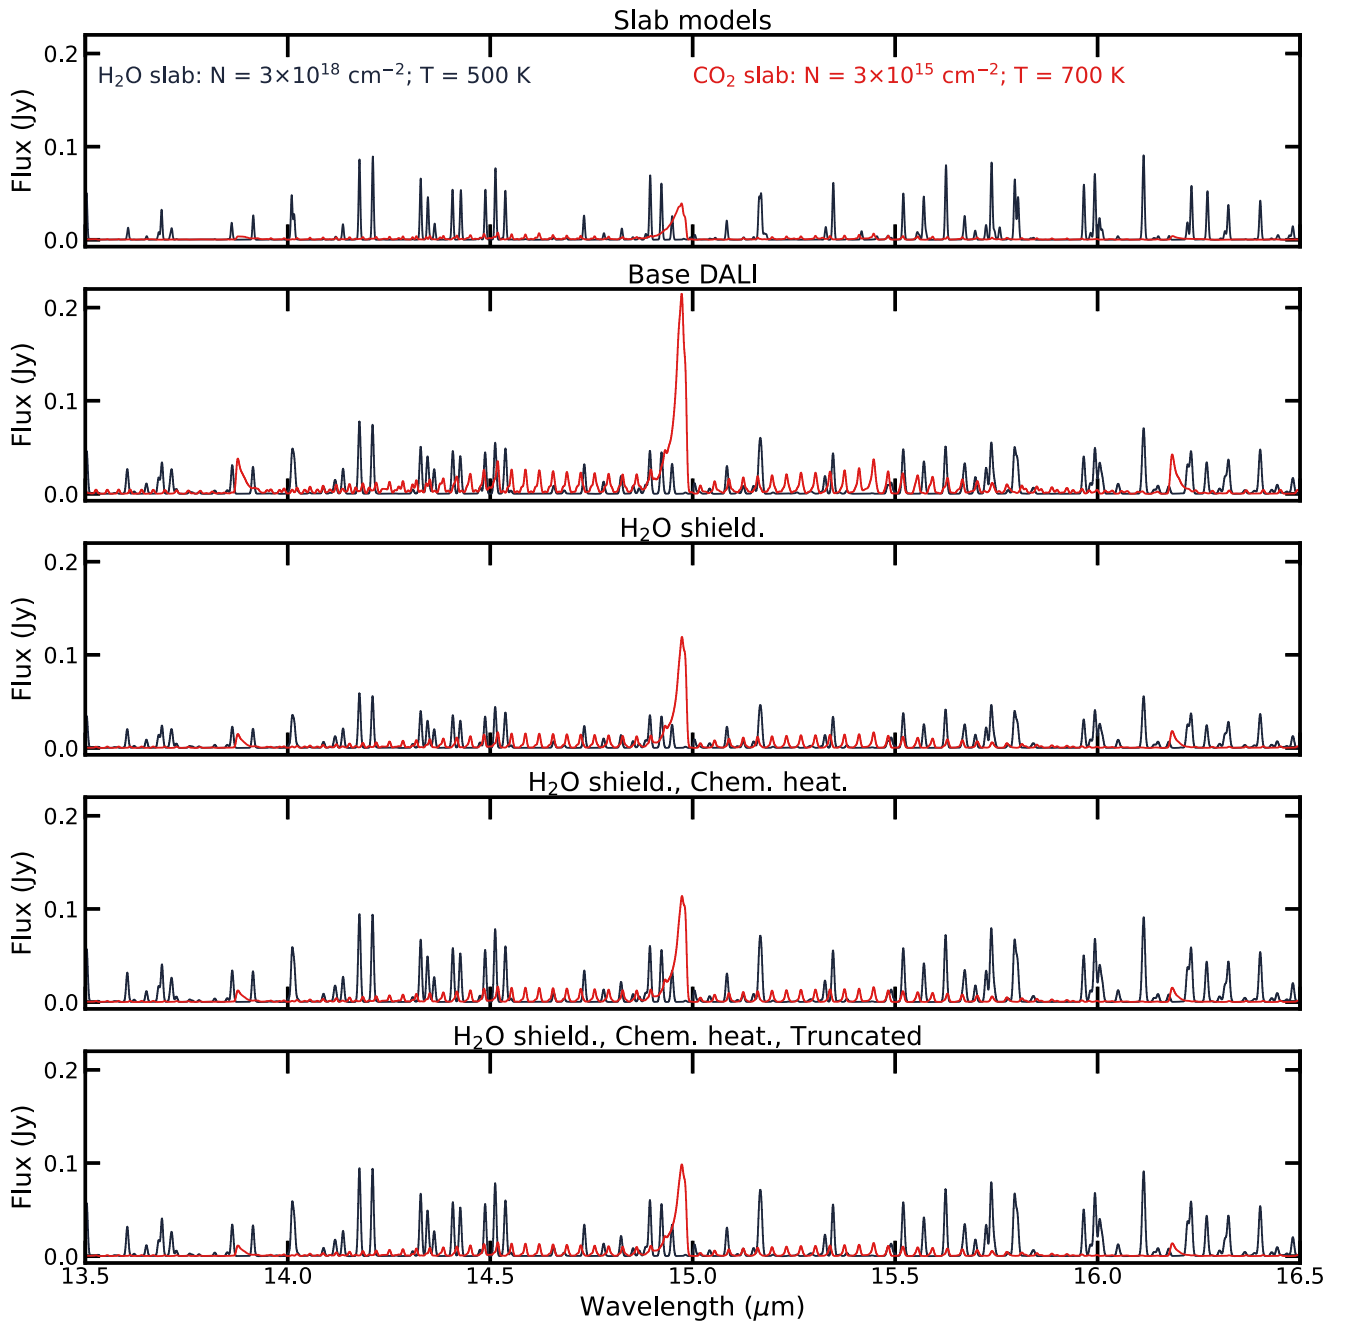 Slab models
0.2
H₂O slab: N = 3×10¹⁸ cm⁻²; T = 500 K CO₂ slab: N = 3×10¹⁵ cm⁻²; T = 700 K
0.1
0.0
Flux (Jy)
Base DALI
0.2
0.1
0.0
Flux (Jy)
H₂O shield.
0.2
0.1
0.0
Flux (Jy)
H₂O shield., Chem. heat.
0.2
0.1
0.0
Flux (Jy)
H₂O shield., Chem. heat., Truncated
0.2
0.1
0.0
Flux (Jy)
13.5 14.0 14.5 15.0 15.5 16.0 16.5
Wavelength (μm)